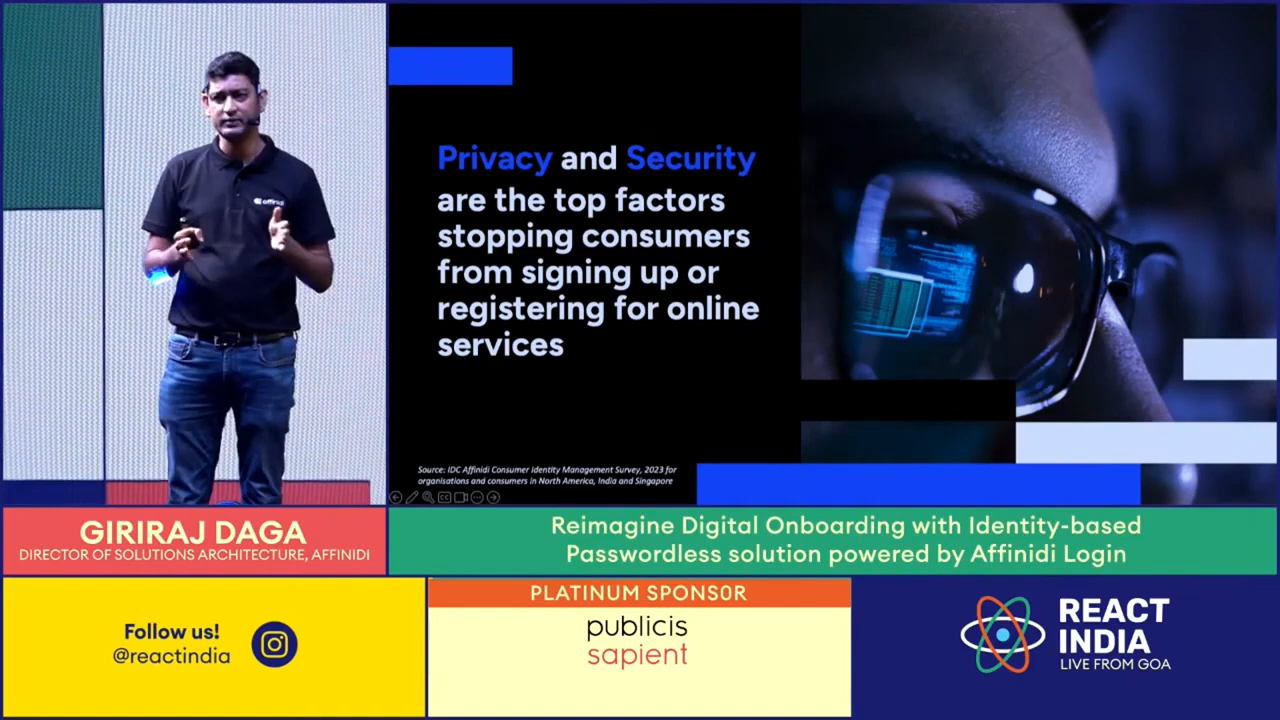 affinidi
Privacy and Security
are the top factors
stopping consumers
from signing up or
registering for online
services
Source: IDC Affinidi Consumer Identity Management Survey, 2023 for
organisations and consumers in North America, India and Singapore
GIRIRAJ DAGA
DIRECTOR OF SOLUTIONS ARCHITECTURE, AFFINIDI
Reimagine Digital Onboarding with Identity-based
Passwordless solution powered by Affinidi Login
Follow us!
@reactindia
PLATINUM SPONSOR
publicis
sapient
REACT
INDIA
LIVE FROM GOA